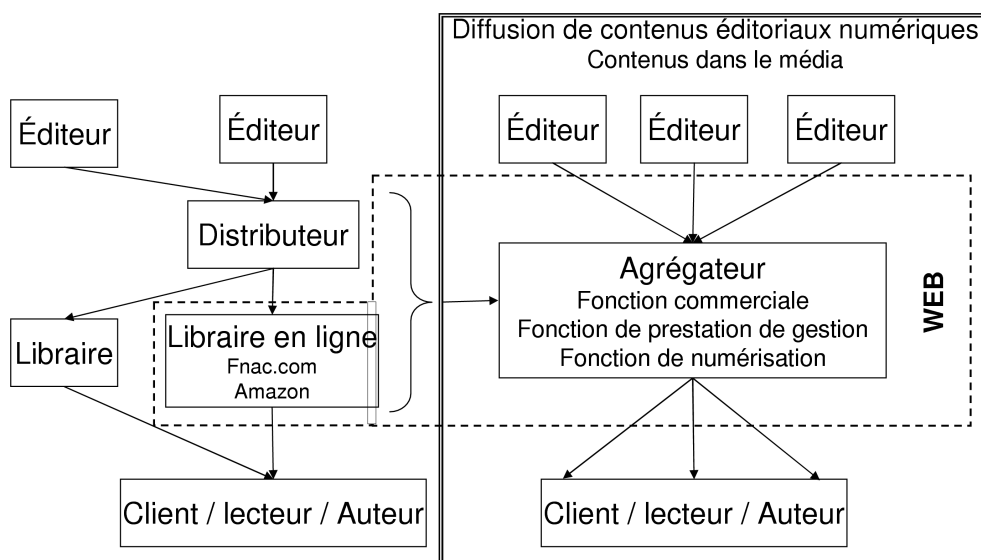 Diffusion de contenus éditoriaux numériques
Contenus dans le média
Éditeur
Éditeur
Éditeur
Éditeur
Éditeur
Distributeur
Agrégateur
Fonction commerciale
Fonction de prestation de gestion
Fonction de numérisation
WEB
Libraire
Libraire en ligne
Fnac.com
Amazon
Client / lecteur / Auteur
Client / lecteur / Auteur